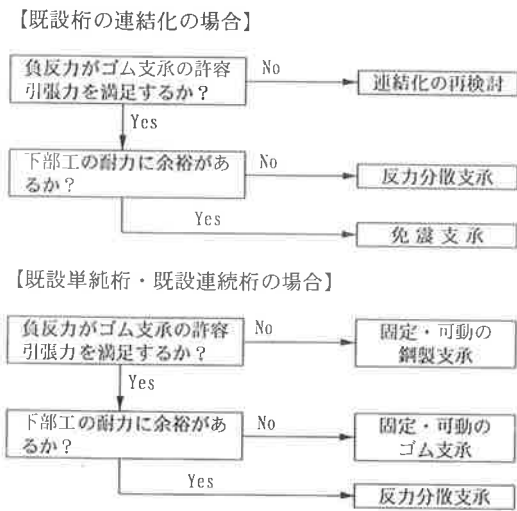 【既設桁の連結化の場合】
負反力がゴム支承の許容
引張力を満足するか？
No
連結化の再検討
Yes
下部工の耐力に余裕があ
るか？
No
反力分散支承
Yes
免震支承
【既設単純桁・既設連続桁の場合】
負反力がゴム支承の許容
引張力を満足するか？
No
固定・可動の
鋼製支承
Yes
下部工の耐力に余裕があ
るか？
No
固定・可動の
ゴム支承
Yes
反力分散支承